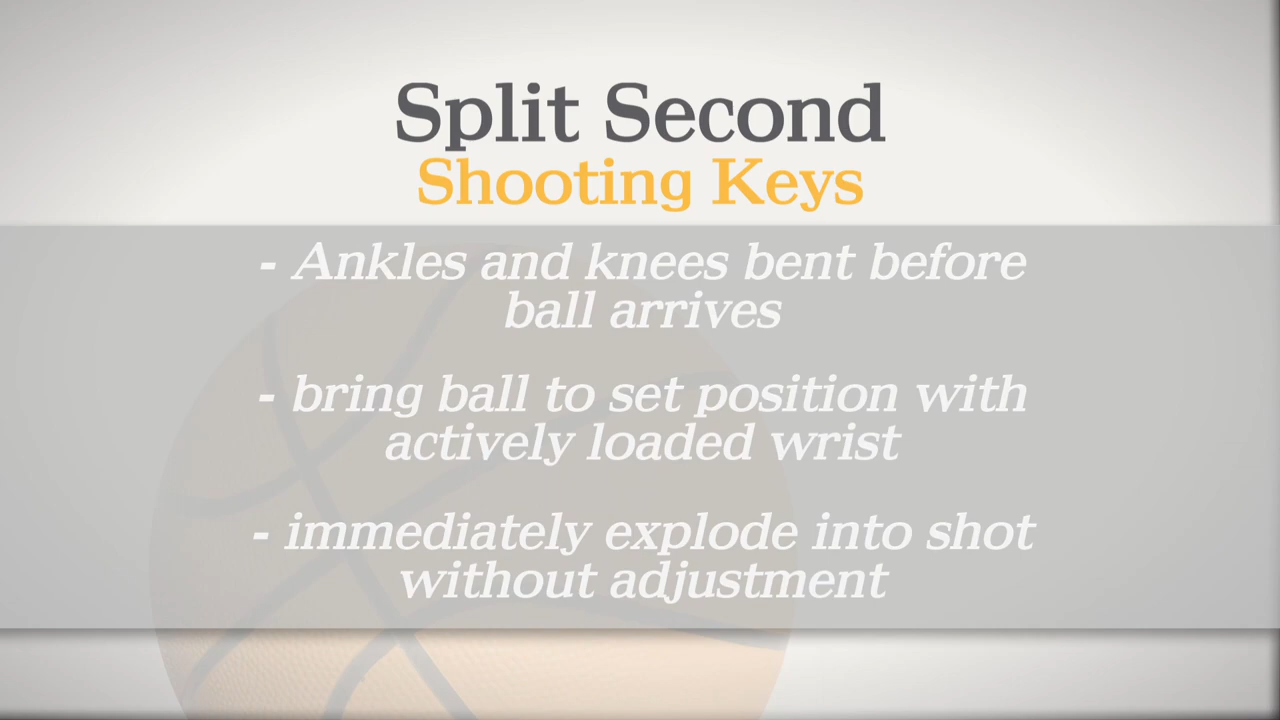 Split Second
Shooting Keys
- Ankles and knees bent before
ball arrives
- bring ball to set position with
actively loaded wrist
- immediately explode into shot
without adjustment